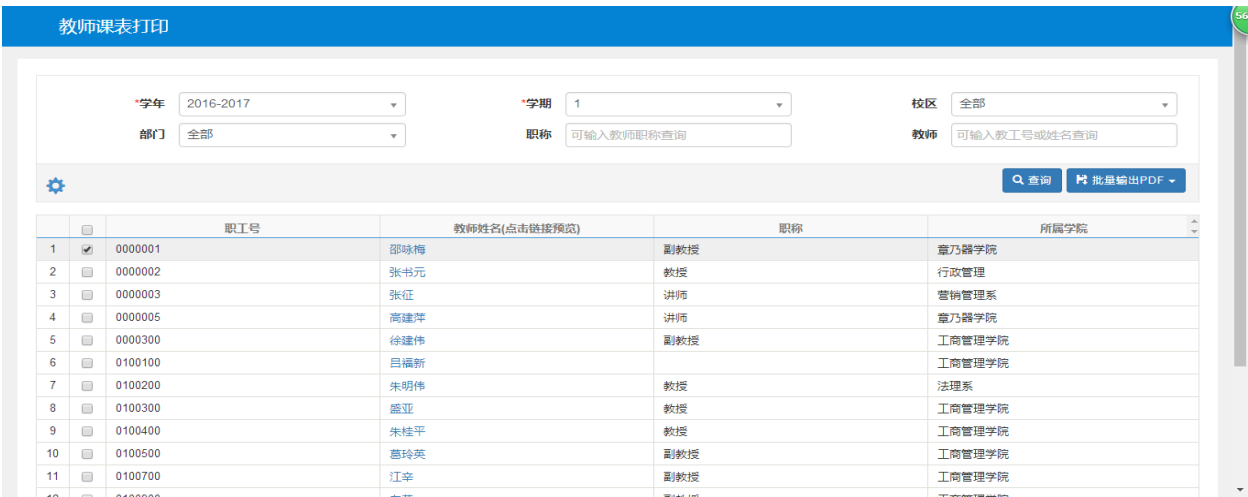 教师课表打印
56
*学年 2016-2017 *学期 1 校区 全部
部门 全部 职称 可输入教师职称查询 教师 可输入教工号或姓名查询
查询 批量输出PDF
职工号 教师姓名(点击链接预览) 职称 所属学院
1 0000001 邵咏梅 副教授 章乃器学院
2 0000002 张书元 教授 行政管理
3 0000003 张征 讲师 营销管理系
4 0000005 高建萍 讲师 章乃器学院
5 0000300 徐建伟 副教授 工商管理学院
6 0100100 吕福新 工商管理学院
7 0100200 朱明伟 教授 法理系
8 0100300 盛亚 教授 工商管理学院
9 0100400 朱桂平 教授 工商管理学院
10 0100500 葛玲英 副教授 工商管理学院
11 0100700 江辛 副教授 工商管理学院